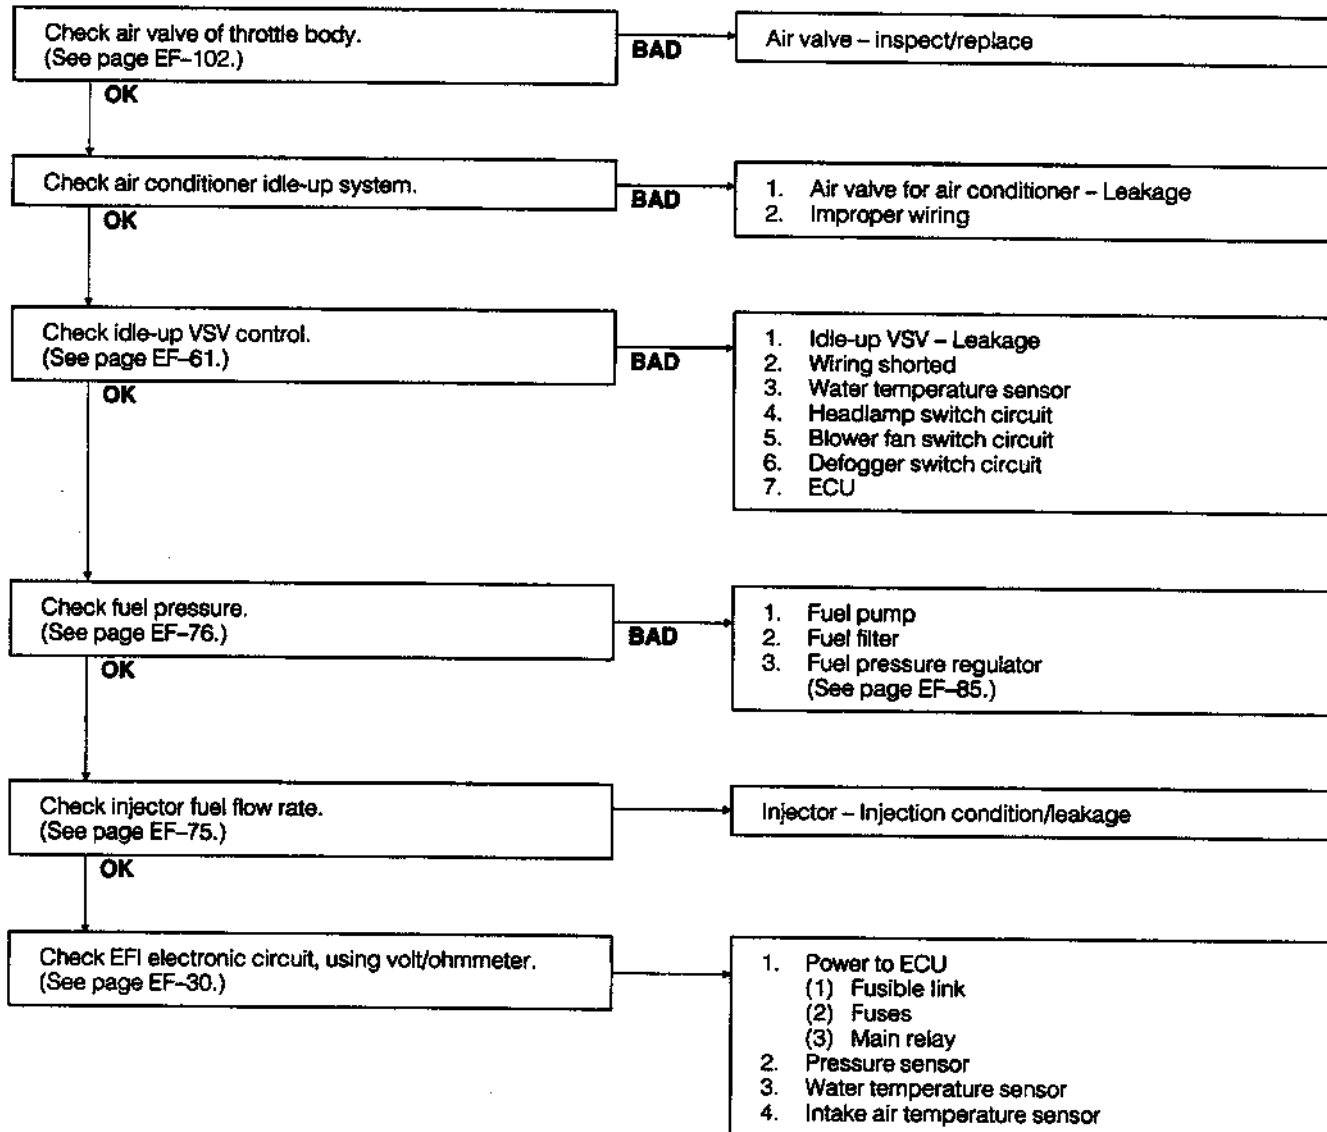 Check air valve of throttle body.
(See page EF–102.)
BAD
Air valve – inspect/replace
OK
Check air conditioner idle-up system.
BAD
1. Air valve for air conditioner – Leakage
2. Improper wiring
OK
Check idle-up VSV control.
(See page EF–61.)
BAD
1. Idle-up VSV – Leakage
2. Wiring shorted
3. Water temperature sensor
4. Headlamp switch circuit
5. Blower fan switch circuit
6. Defogger switch circuit
7. ECU
OK
Check fuel pressure.
(See page EF–76.)
BAD
1. Fuel pump
2. Fuel filter
3. Fuel pressure regulator
(See page EF–85.)
OK
Check injector fuel flow rate.
(See page EF–75.)
Injector – Injection condition/leakage
OK
Check EFI electronic circuit, using volt/ohmmeter.
(See page EF–30.)
1. Power to ECU
(1) Fusible link
(2) Fuses
(3) Main relay
2. Pressure sensor
3. Water temperature sensor
4. Intake air temperature sensor